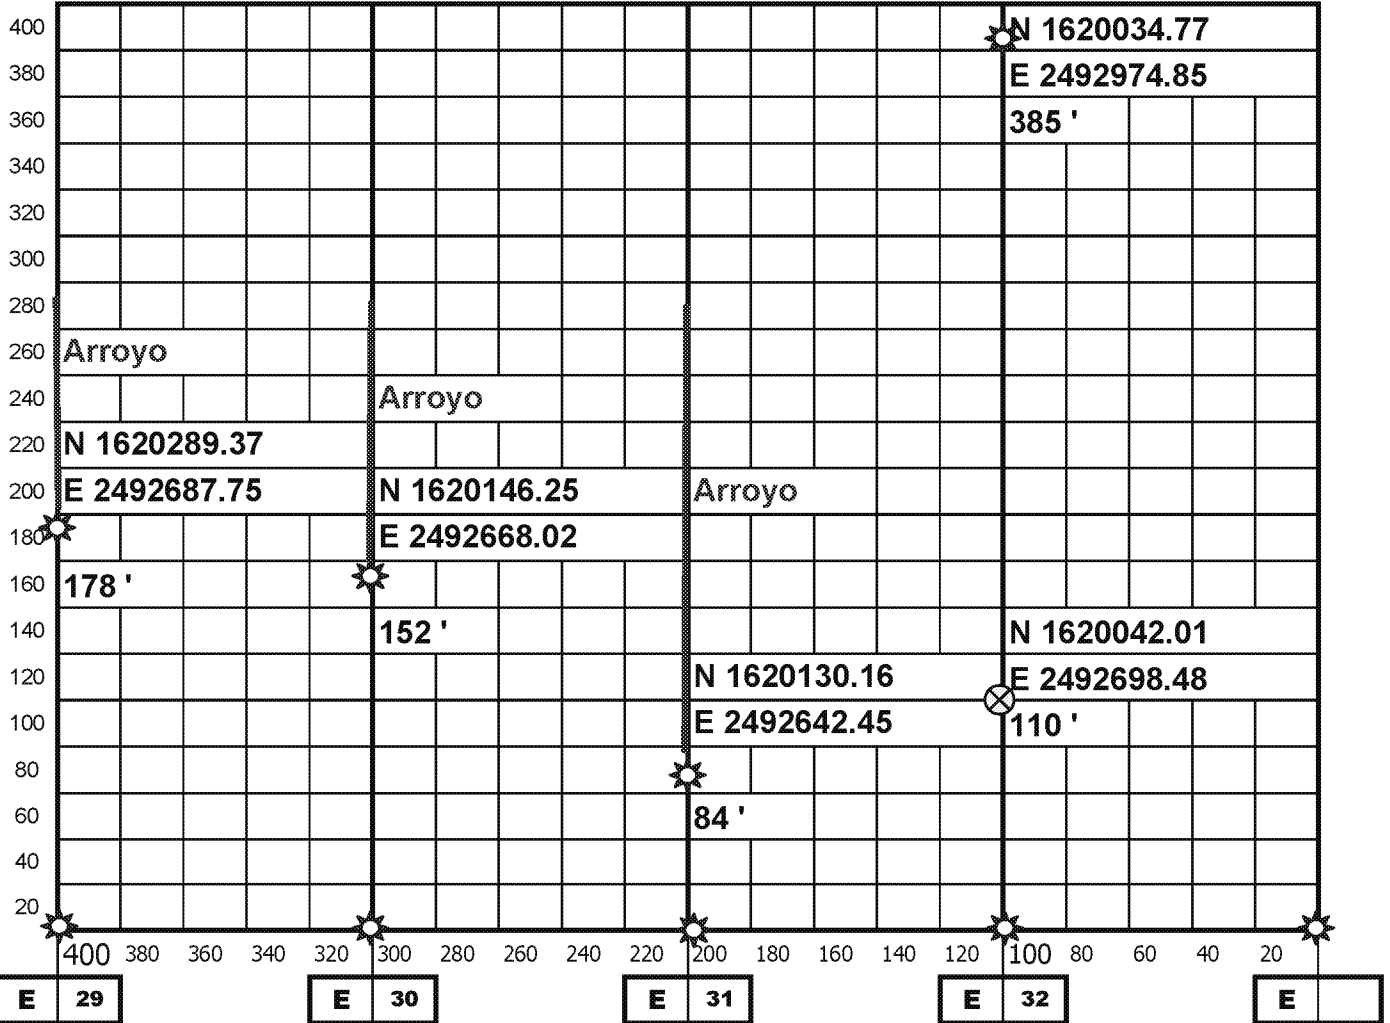 400 N 1620034.77
380 E 2492974.85
360 385 '
340
320
300
280
260 Arroyo
240 Arroyo
220 N 1620289.37
200 E 2492687.75 N 1620146.25 Arroyo
180 E 2492668.02
160 178 '
140 152 ' N 1620042.01
120 N 1620130.16 E 2492698.48
100 E 2492642.45 110 '
80
60 84 '
40
20
400 380 360 340 320 300 280 260 240 220 200 180 160 140 120 100 80 60 40 20
E 29 E 30 E 31 E 32 E